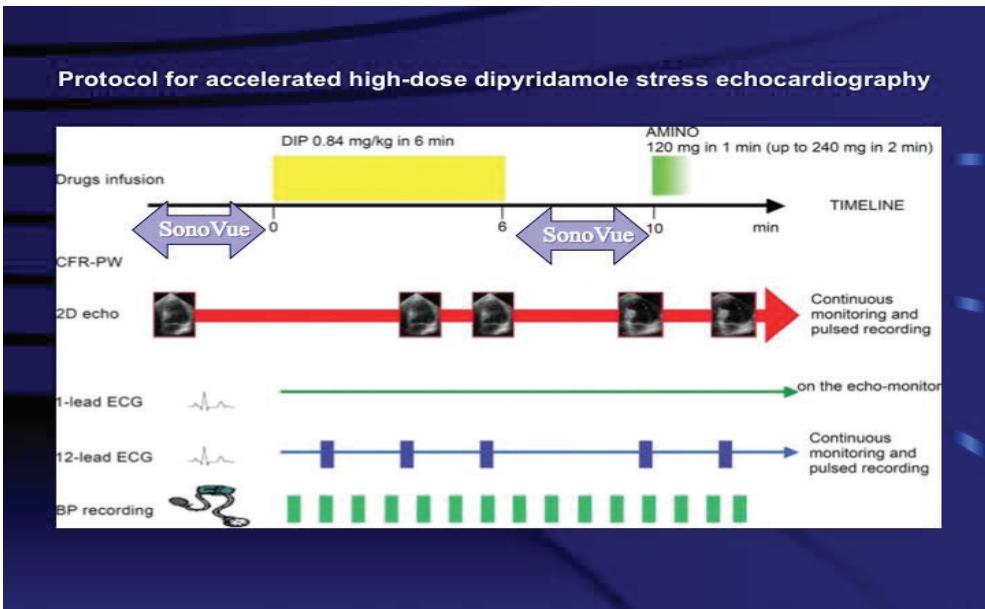 Protocol for accelerated high-dose dipyridamole stress echocardiography
DIP 0.84 mg/kg in 6 min
AMINO
120 mg in 1 min (up to 240 mg in 2 min)
Drugs infusion
TIMELINE
SonoVue
0
6
SonoVue
10
min
CFR-PW
2D echo
Continuous
monitoring and
pulsed recording
1-lead ECG
on the echo-monitor
12-lead ECG
Continuous
monitoring and
pulsed recording
BP recording